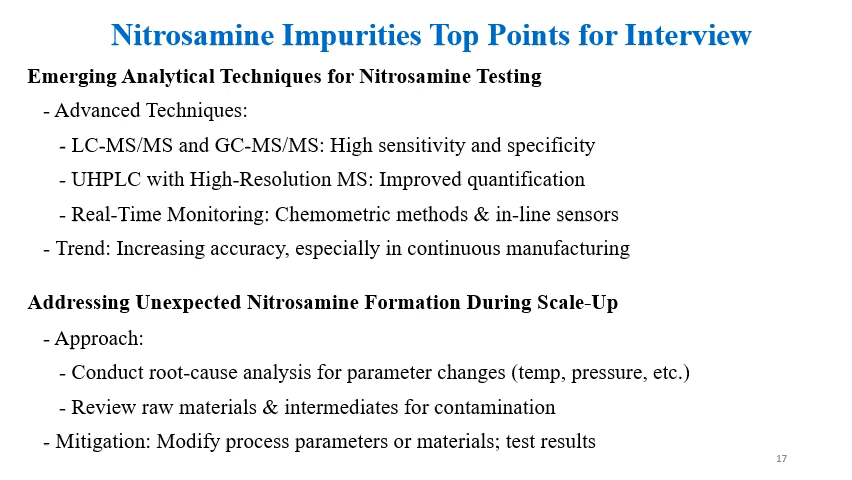 Nitrosamine Impurities Top Points for Interview
Emerging Analytical Techniques for Nitrosamine Testing
- Advanced Techniques:
- LC-MS/MS and GC-MS/MS: High sensitivity and specificity
- UHPLC with High-Resolution MS: Improved quantification
- Real-Time Monitoring: Chemometric methods & in-line sensors
- Trend: Increasing accuracy, especially in continuous manufacturing
Addressing Unexpected Nitrosamine Formation During Scale-Up
- Approach:
- Conduct root-cause analysis for parameter changes (temp, pressure, etc.)
- Review raw materials & intermediates for contamination
- Mitigation: Modify process parameters or materials; test results
17